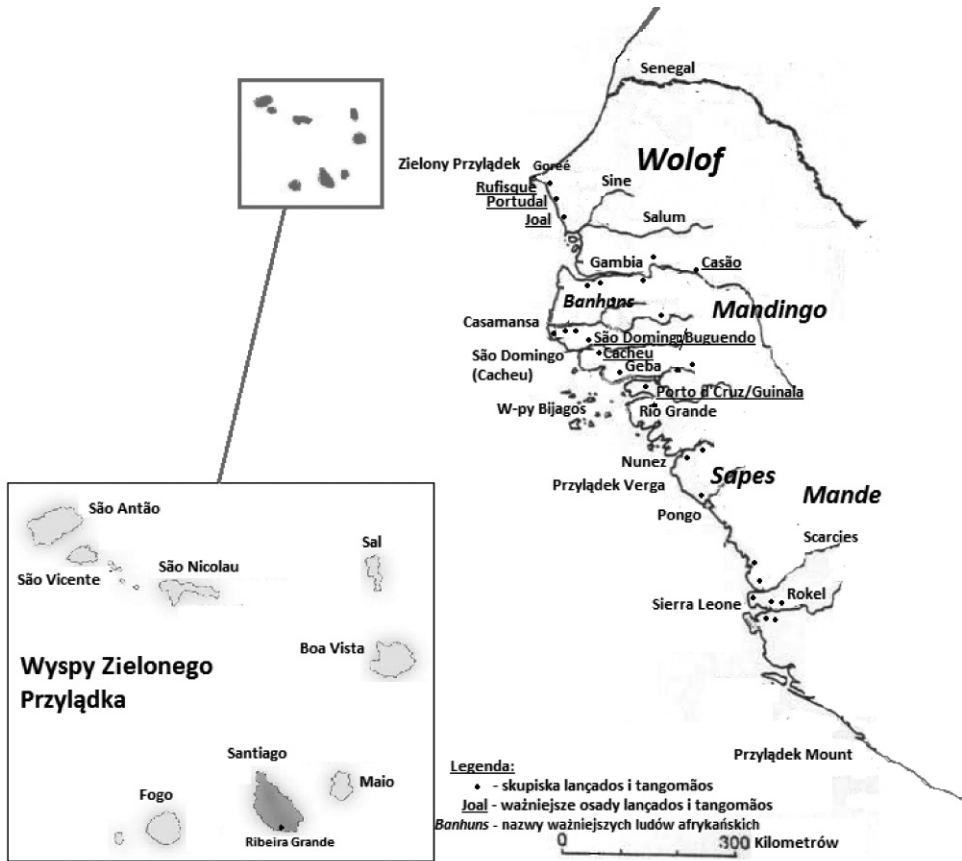 Senegal
Wolof
Zielony Przylądek
Goreé
Rufisque
Portudal
Joal
Sine
Salum
Gambia
Casão
Banhuns
Mandingo
Casamansa
São Doming/Buguendo
São Domingo
(Cacheu)
Cacheu
Geba
Porto d'Cruz/Guinala
W-py Bijagos
Rio Grande
Nunez
Przylądek Verga
Sapes
Mande
Pongo
Scarcies
Sierra Leone
Rokel
Przylądek Mount
São Antão
São Vicente
São Nicolau
Sal
Boa Vista
Wyspy Zielonego
Przylądka
Santiago
Maio
Fogo
Ribeira Grande
Legenda:
• - skupiska lançados i tangomãos
Joal - ważniejsze osady lançados i tangomãos
Banhuns - nazwy ważniejszych ludów afrykańskich
0 300 Kilometrów